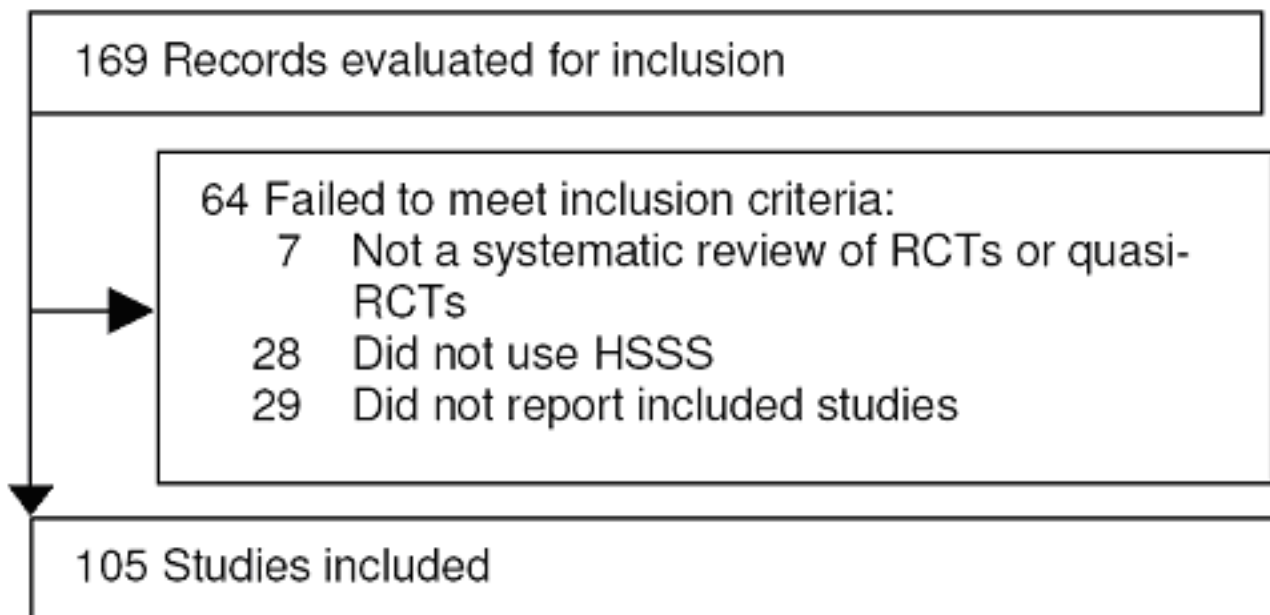 169 Records evaluated for inclusion
64 Failed to meet inclusion criteria:
7 Not a systematic review of RCTs or quasi-
RCTs
28 Did not use HSSS
29 Did not report included studies
105 Studies included